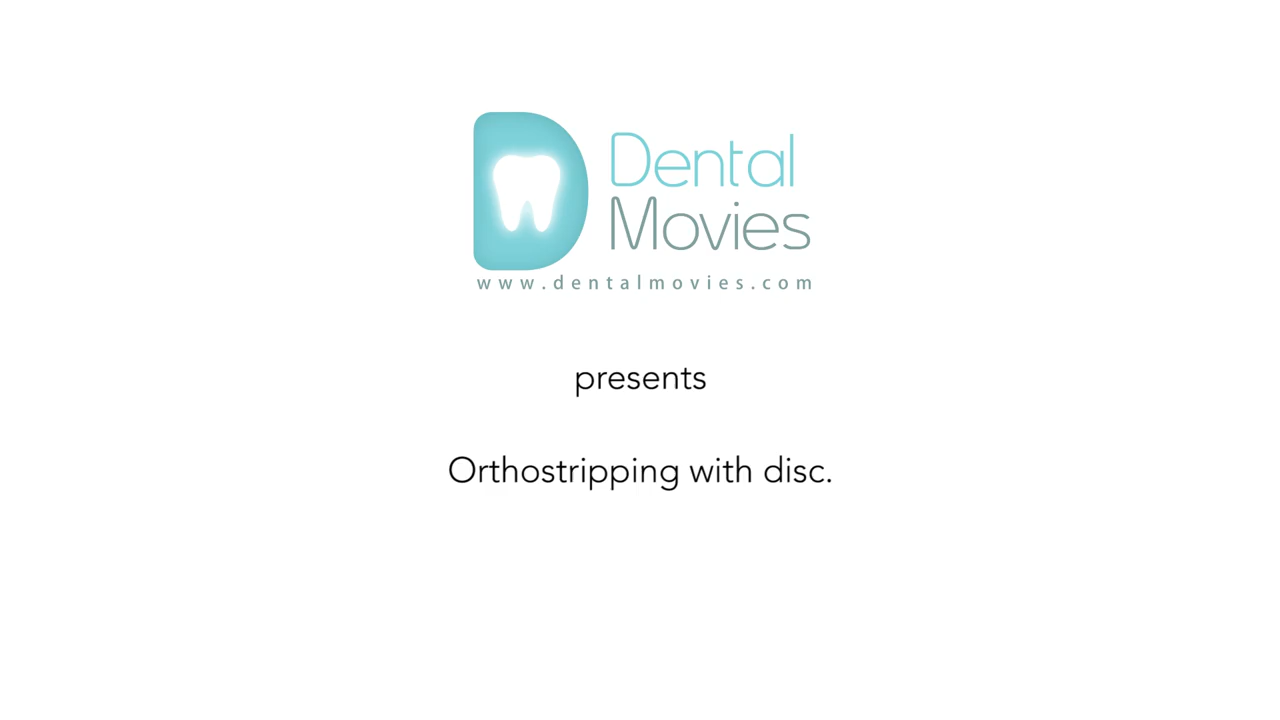 Dental
Movies
www.dentalmovies.com
presents
Orthostripping with disc.